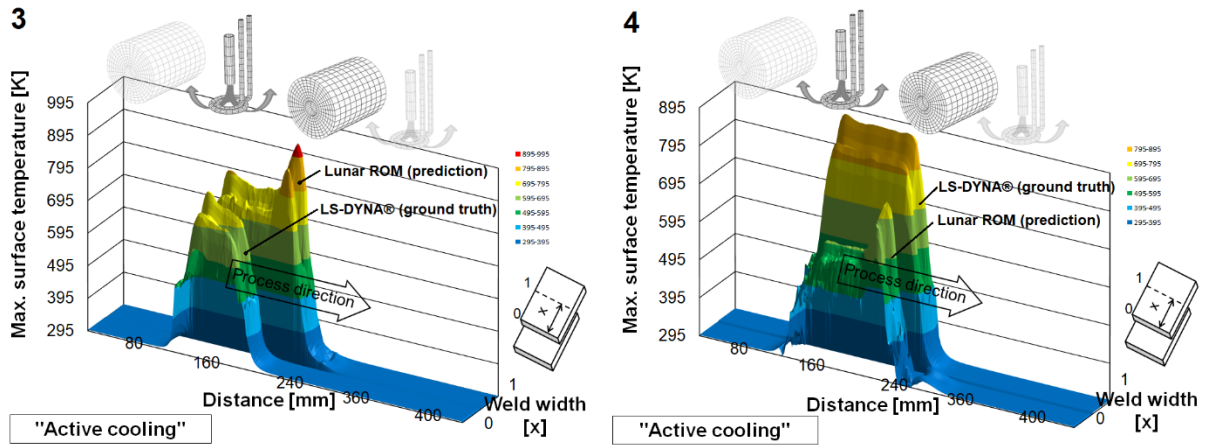 3
Max. surface temperature [K]
995
895
795
695
595
495
395
295
895-995
795-895
695-795
595-695
495-595
395-495
295-395
Lunar ROM (prediction)
LS-DYNA® (ground truth)
Process direction
1
0
x
80
160
240
360
400
Distance [mm]
1
0
Weld width
[x]
"Active cooling"
4
Max. surface temperature [K]
895
795
695
595
495
395
295
795-895
695-795
595-695
495-595
395-495
295-395
LS-DYNA® (ground truth)
Lunar ROM (prediction)
Process direction
1
0
x
80
160
240
360
400
Distance [mm]
1
0
Weld width
[x]
"Active cooling"